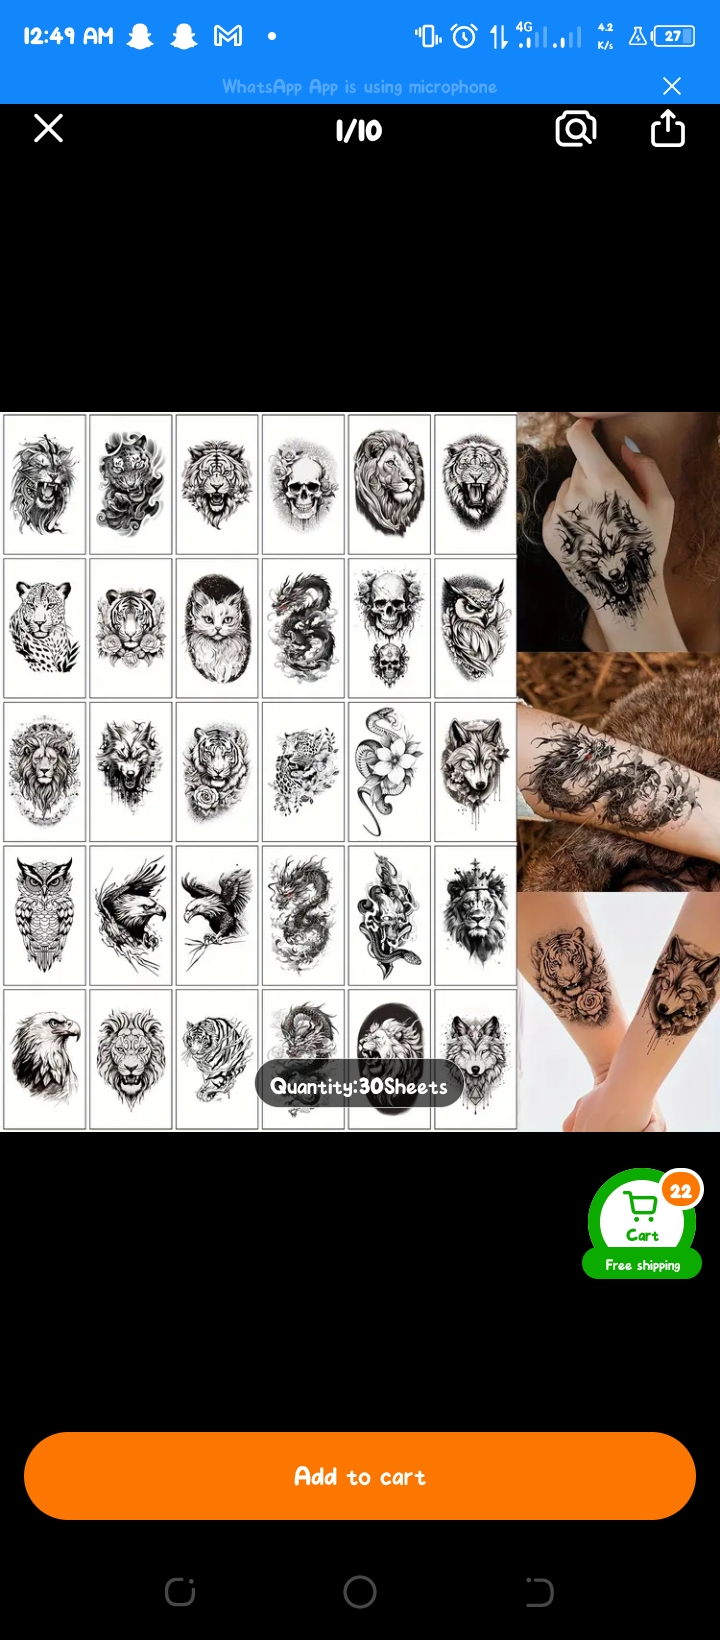 12:49 AM
4G
4.2
K/s
27
WhatsApp App is using microphone
1/10
Quantity:30Sheets
22
Cart
Free shipping
Add to cart